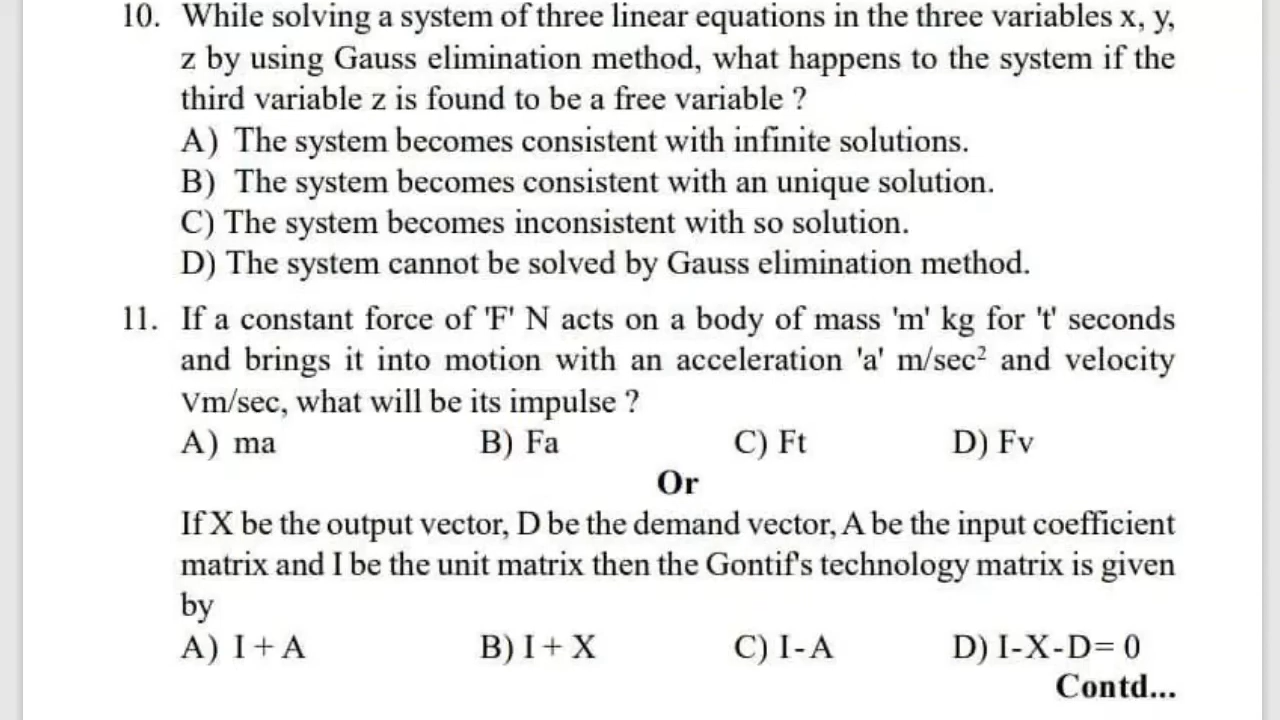 10. While solving a system of three linear equations in the three variables x, y,
z by using Gauss elimination method, what happens to the system if the
third variable z is found to be a free variable ?
A) The system becomes consistent with infinite solutions.
B) The system becomes consistent with an unique solution.
C) The system becomes inconsistent with so solution.
D) The system cannot be solved by Gauss elimination method.
11. If a constant force of 'F' N acts on a body of mass 'm' kg for 't' seconds
and brings it into motion with an acceleration 'a' m/sec² and velocity
Vm/sec, what will be its impulse ?
A) ma B) Fa C) Ft D) Fv
Or
If X be the output vector, D be the demand vector, A be the input coefficient
matrix and I be the unit matrix then the Gontif's technology matrix is given
by
A) I + A B) I + X C) I - A D) I-X-D= 0
Contd...